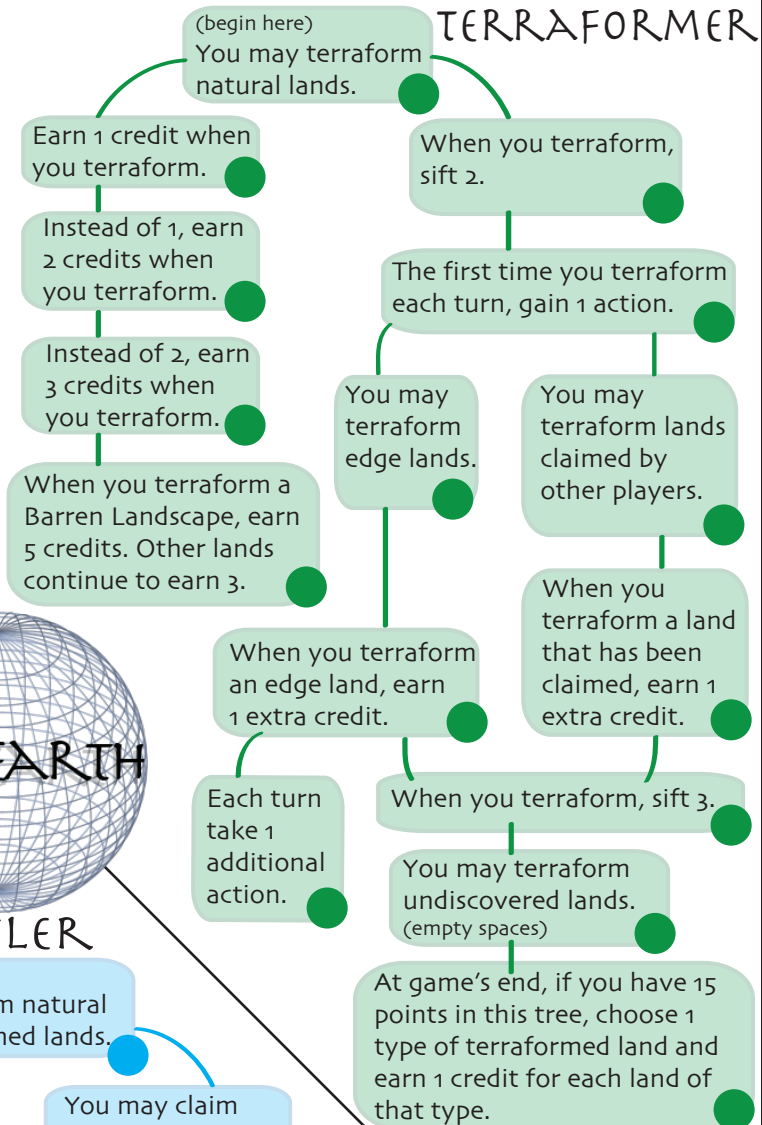 TERRAFORMER
(begin here)
You may terraform
natural lands.
Earn 1 credit when
you terraform.
Instead of 1, earn
2 credits when
you terraform.
Instead of 2, earn
3 credits when
you terraform.
When you terraform a
Barren Landscape, earn
5 credits. Other lands
continue to earn 3.
When you terraform,
sift 2.
The first time you terraform
each turn, gain 1 action.
You may
terraform
edge lands.
You may
terraform lands
claimed by
other players.
When you terraform
an edge land, earn
1 extra credit.
When you
terraform a land
that has been
claimed, earn 1
extra credit.
Each turn
take 1
additional
action.
When you terraform, sift 3.
You may terraform
undiscovered lands.
(empty spaces)
At game's end, if you have 15
points in this tree, choose 1
type of terraformed land and
earn 1 credit for each land of
that type.
EARTH
natural
lands.
You may claim